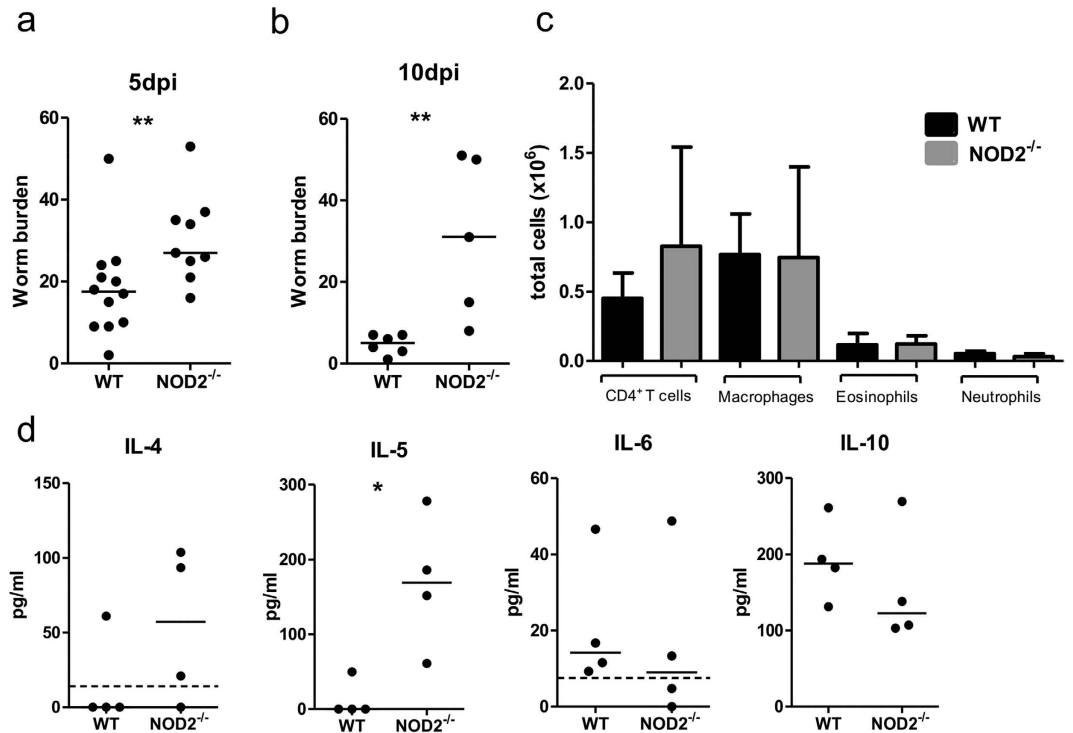 a
5dpi
**
Worm burden
60
40
20
0
WT
NOD2-/-
b
10dpi
**
Worm burden
60
40
20
0
WT
NOD2-/-
c
total cells (x10⁶)
2.0
1.5
1.0
0.5
0.0
WT
NOD2-/-
CD4⁺ T cells
Macrophages
Eosinophils
Neutrophils
d
IL-4
pg/ml
150
100
50
0
WT
NOD2-/-
IL-5
*
pg/ml
300
200
100
0
WT
NOD2-/-
IL-6
pg/ml
60
40
20
0
WT
NOD2-/-
IL-10
pg/ml
300
200
100
0
WT
NOD2-/-